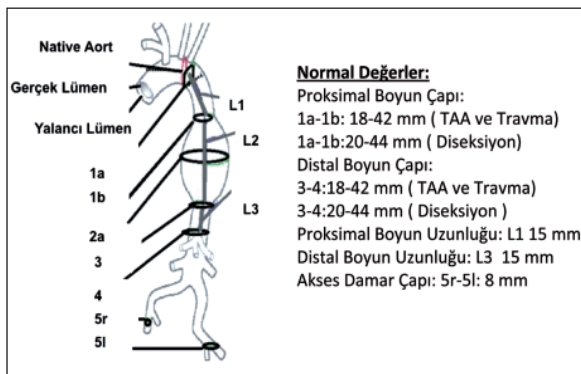 Native Aort
Gerçek Lümen
Yalancı Lümen
1a
1b
2a
3
4
5r
5l
L1
L2
L3
Normal Değerler:
Proksimal Boyun Çapı:
1a-1b: 18-42 mm ( TAA ve Travma)
1a-1b:20-44 mm ( Diseksiyon)
Distal Boyun Çapı:
3-4:18-42 mm ( TAA ve Travma)
3-4:20-44 mm ( Diseksiyon )
Proksimal Boyun Uzunluğu: L1 15 mm
Distal Boyun Uzunluğu: L3 15 mm
Akses Damar Çapı: 5r-5l: 8 mm